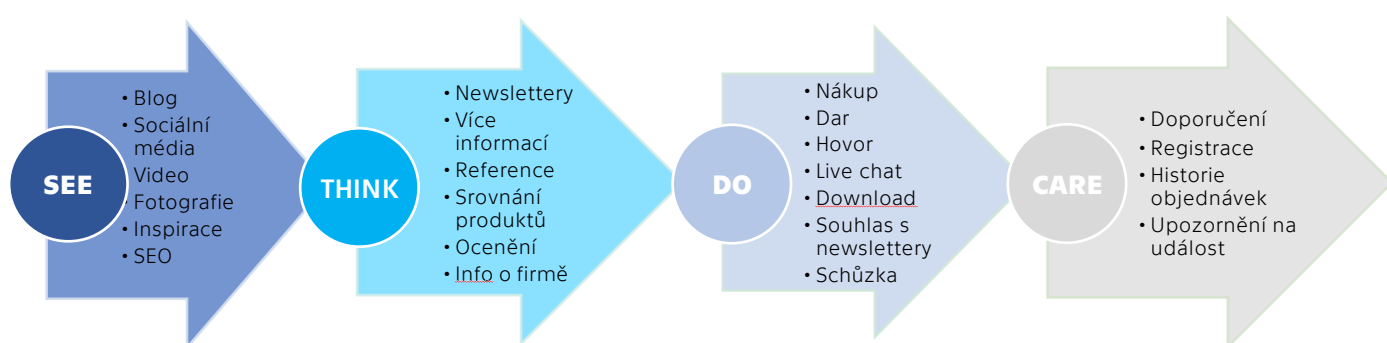 SEE
• Blog
• Sociální
média
• Video
• Fotografie
• Inspirace
• SEO
THINK
• Newslettery
• Více
informací
• Reference
• Srovnání
produktů
• Ocenění
• Info o firmě
DO
• Nákup
• Dar
• Hovor
• Live chat
• Download
• Souhlas s
newslettery
• Schůzka
CARE
• Doporučení
• Registrace
• Historie
objednávek
• Upozornění na
událost